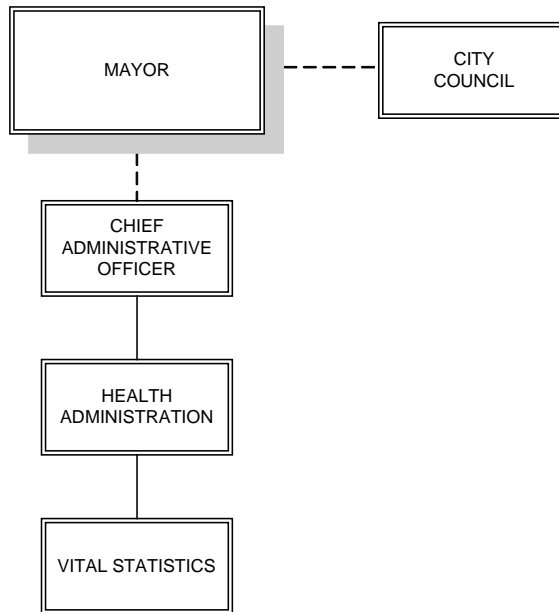 MAYOR
CITY
COUNCIL
CHIEF
ADMINISTRATIVE
OFFICER
HEALTH
ADMINISTRATION
VITAL STATISTICS